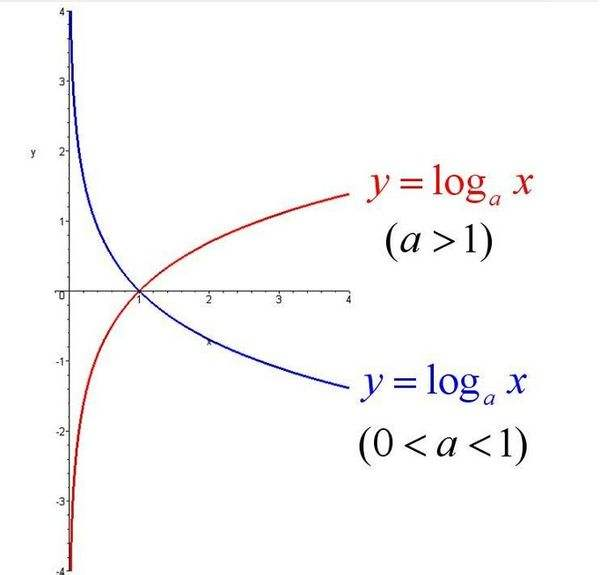 4
3
y
2
y = logₐ x
1
(a > 1)
0
1
2
3
4
x
-1
y = logₐ x
-2
(0 < a < 1)
-3
-4